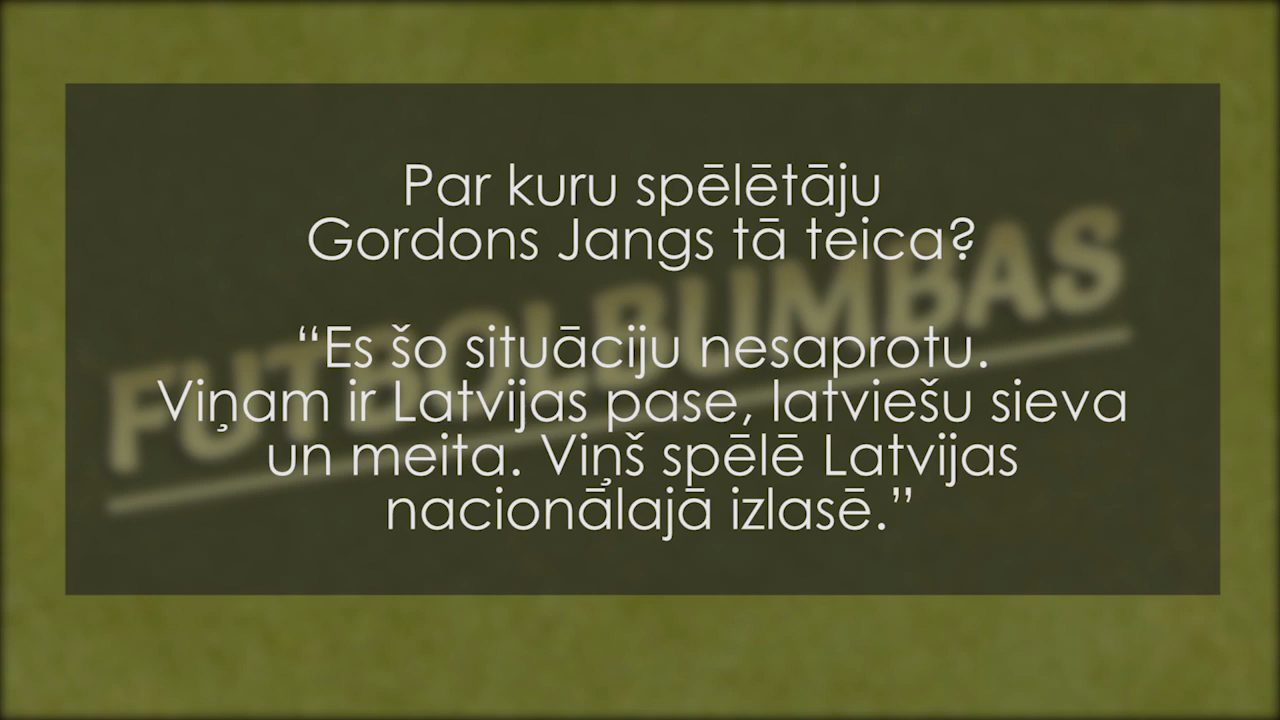 Par kuru spēlētāju
Gordons Jangs tā teica?
“Es šo situāciju nesaprotu.
Viņam ir Latvijas pase, latviešu sieva
un meita. Viņš spēlē Latvijas
nacionālajā izlasē.”
FUTBOLBUMBAS